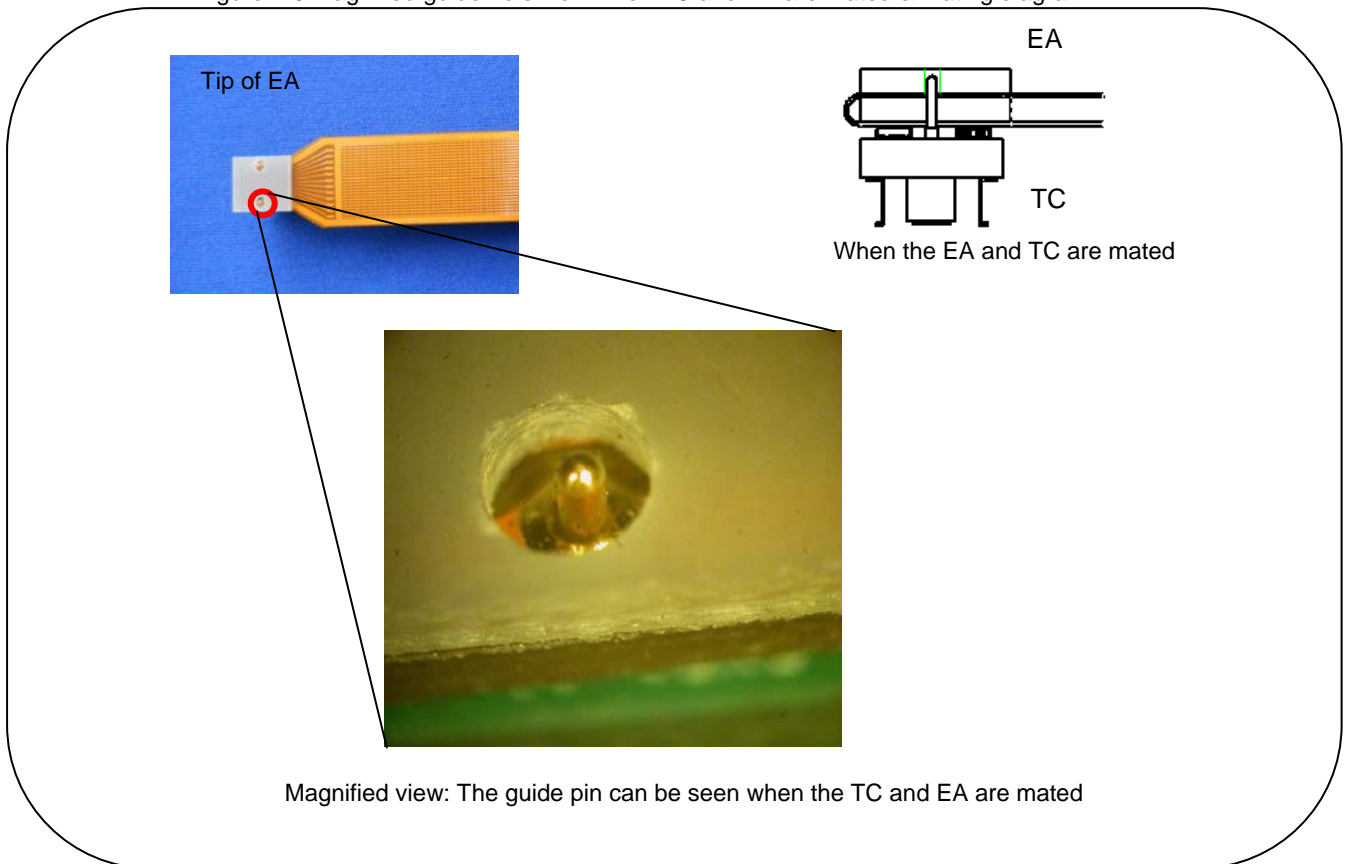 Tip of EA
EA
TC
When the EA and TC are mated
Magnified view: The guide pin can be seen when the TC and EA are mated